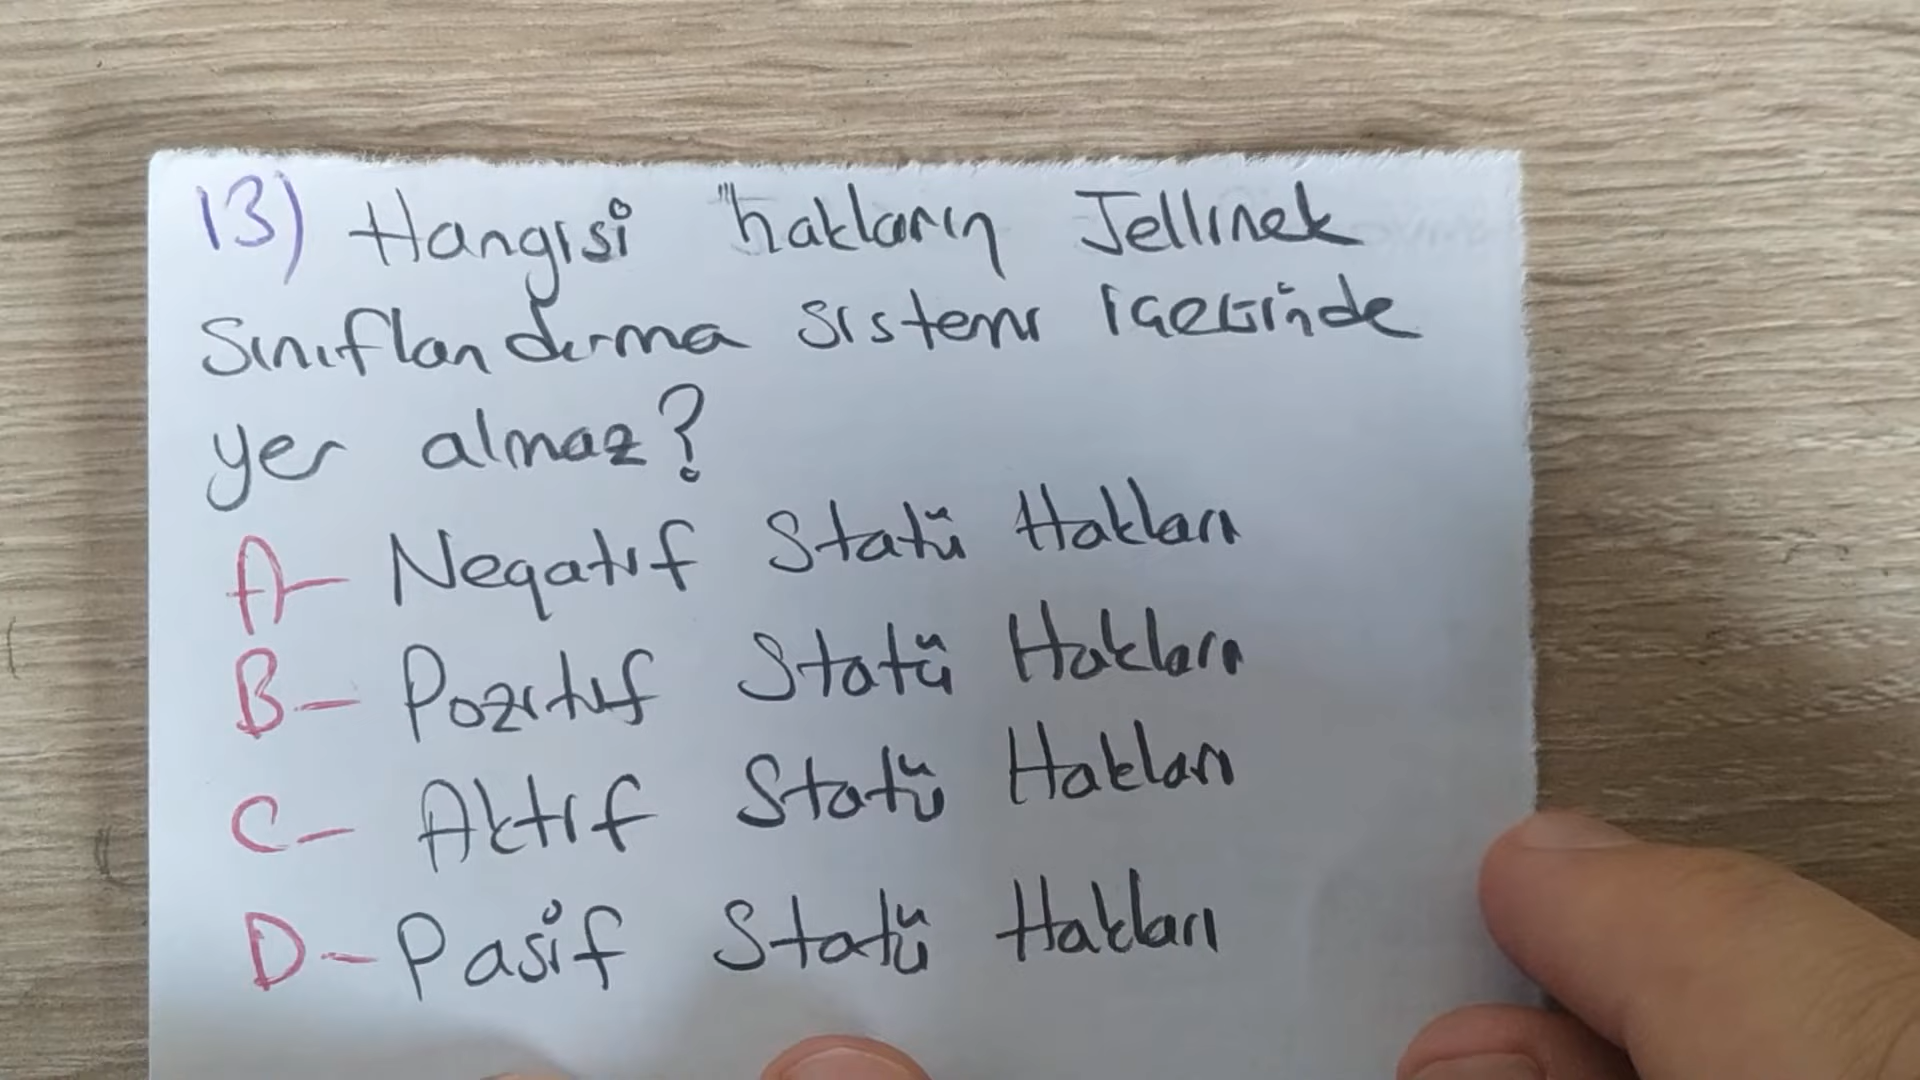 13) Hangisi "hakların Jellinek
Sınıflandırma sistemi içerisinde
yer almaz?
A- Negatif Statü Hakları
B- Pozitif Statü Hakları
C- Aktif Statü Hakları
D- Pasif Statü Hakları